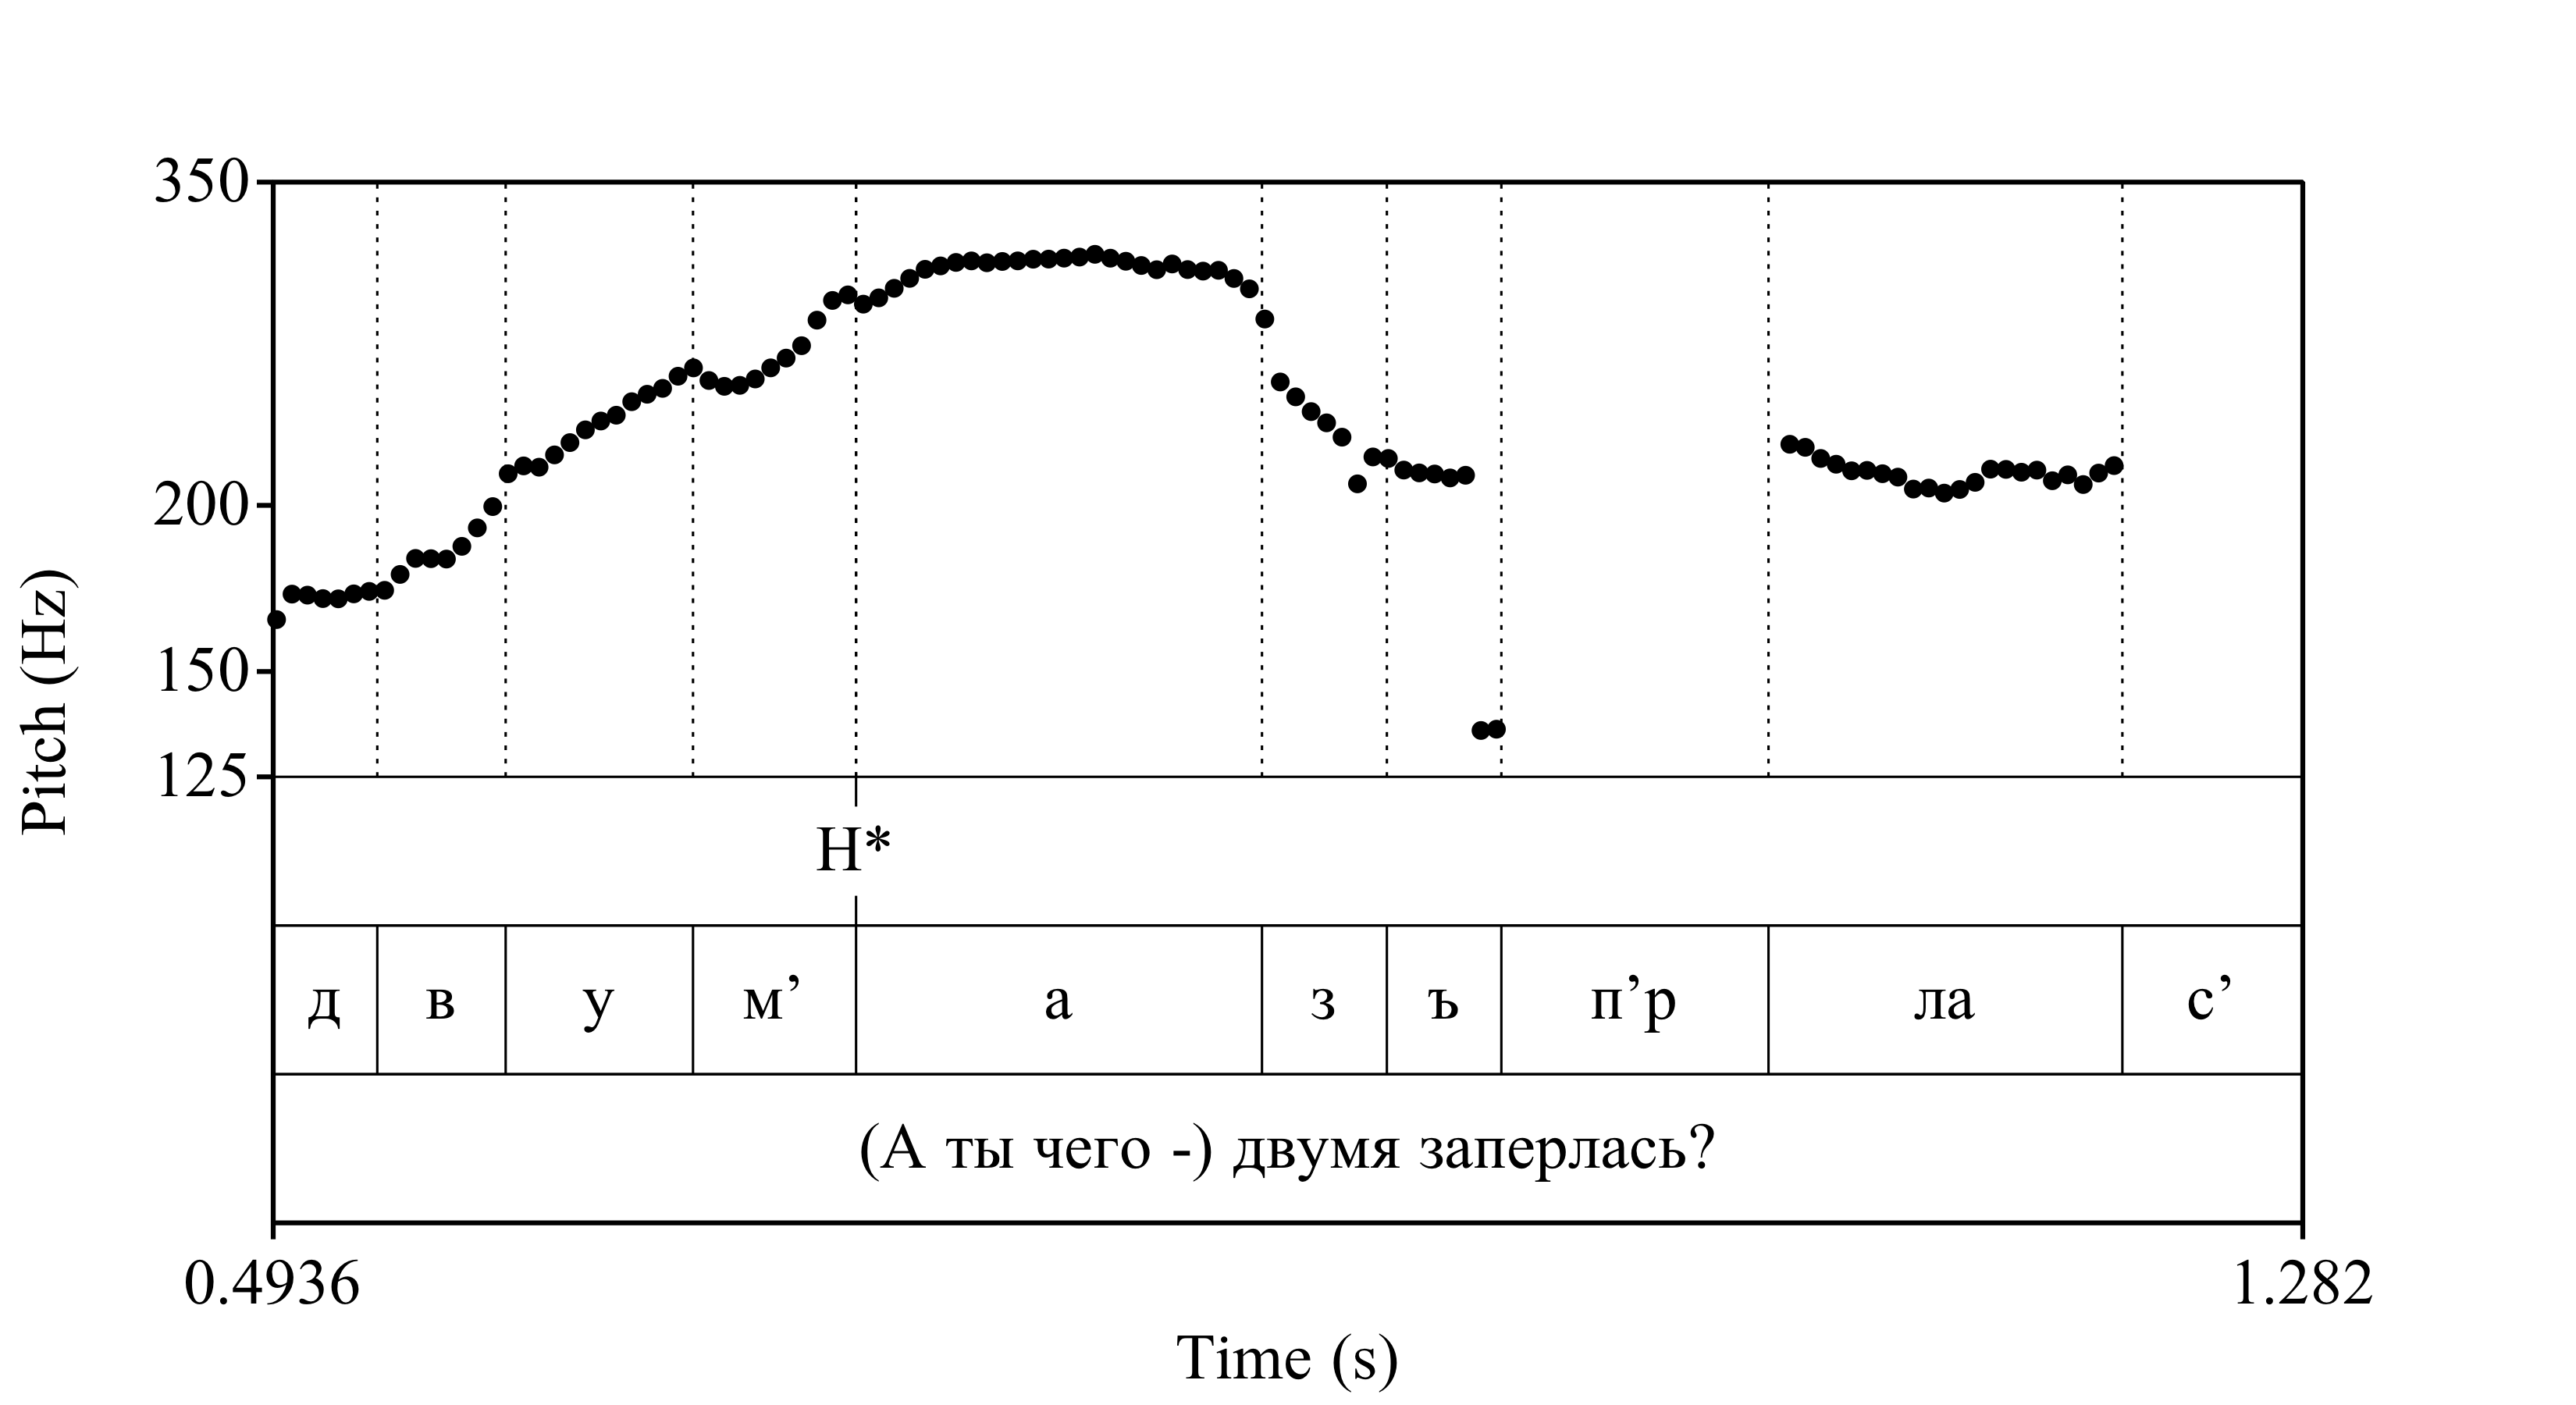 350
200
150
125
Pitch (Hz)
H*
д в у м’ а з ъ п’р ла с’
(А ты чего -) двумя заперлась?
0.4936 1.282
Time (s)